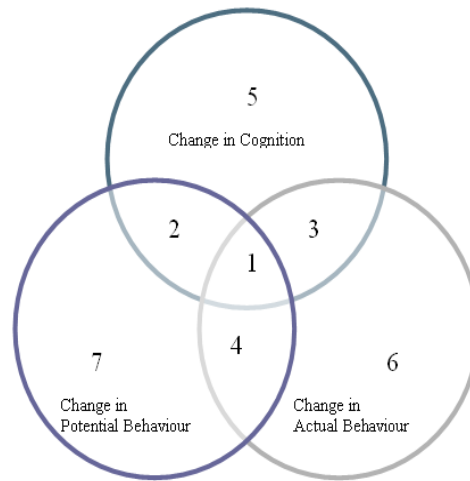 5
Change in Cognition
2
3
1
4
7
6
Change in
Potential Behaviour
Change in
Actual Behaviour